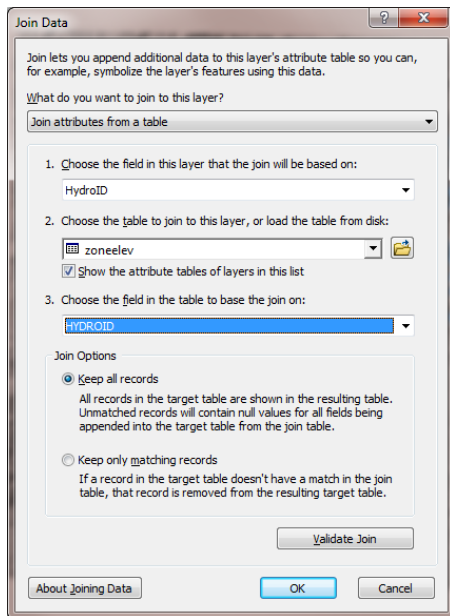 Join Data
Join lets you append additional data to this layer's attribute table so you can,
for example, symbolize the layer's features using this data.
What do you want to join to this layer?
Join attributes from a table
1. Choose the field in this layer that the join will be based on:
HydroID
2. Choose the table to join to this layer, or load the table from disk:
zoneelev
Show the attribute tables of layers in this list
3. Choose the field in the table to base the join on:
HYDROID
Join Options
Keep all records
All records in the target table are shown in the resulting table.
Unmatched records will contain null values for all fields being
appended into the target table from the join table.
Keep only matching records
If a record in the target table doesn't have a match in the join
table, that record is removed from the resulting target table.
Validate Join
About Joining Data
OK
Cancel